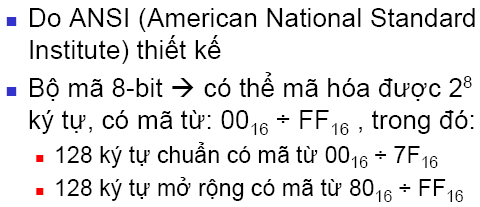 ▪ Do ANSI (American National Standard
Institute) thiết kế
▪ Bộ mã 8-bit → có thể mã hóa được 2⁸
ký tự, có mã từ: 00₁₆ ÷ FF₁₆ , trong đó:
▪ 128 ký tự chuẩn có mã từ 00₁₆ ÷ 7F₁₆
▪ 128 ký tự mở rộng có mã từ 80₁₆ ÷ FF₁₆